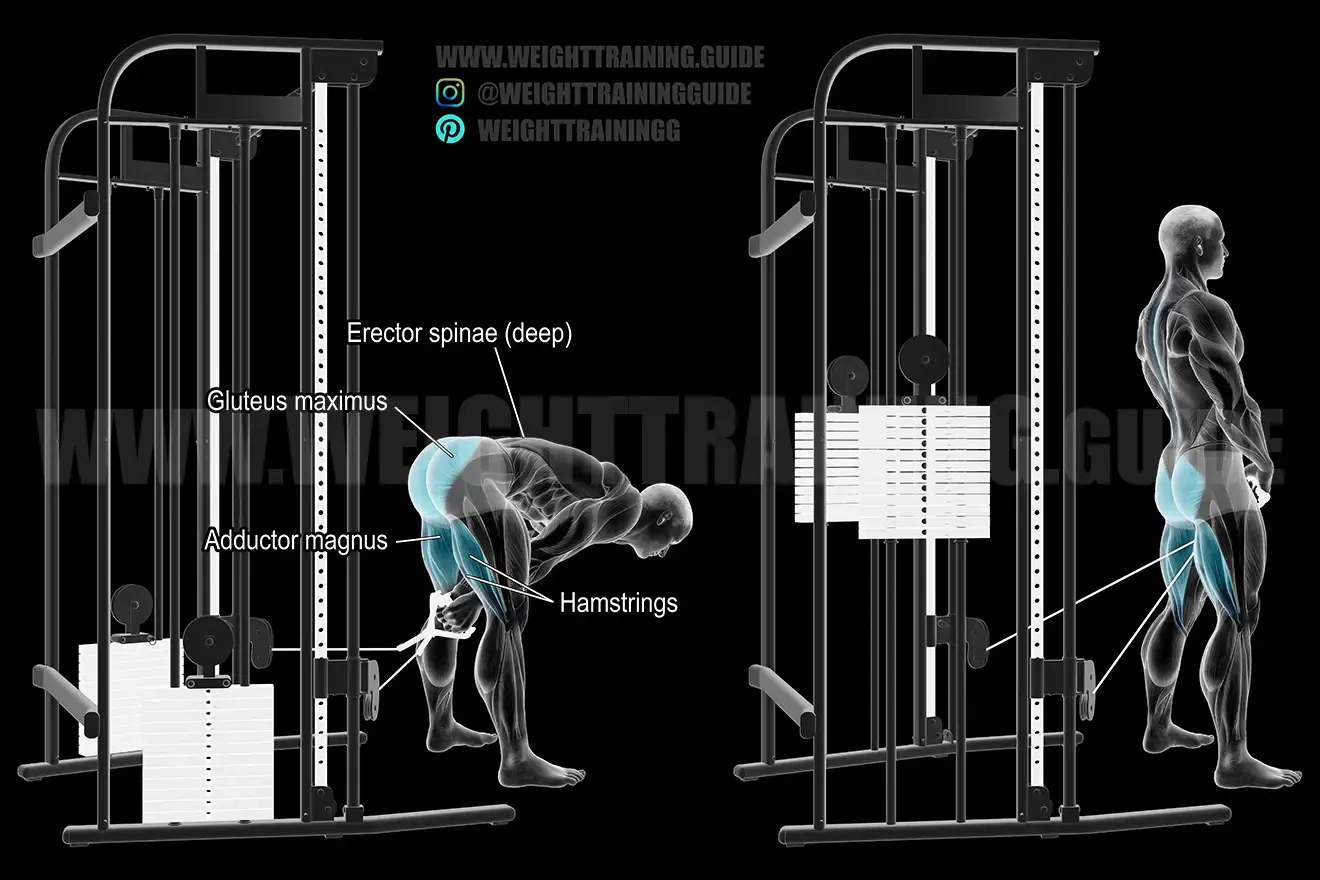 WWW.WEIGHTTRAINING.GUIDE
@WEIGHTTRAININGGUIDE
WEIGHTTRAININGG
Erector spinae (deep)
Gluteus maximus
WWW.WEIGHTTRAINING.GUIDE
Adductor magnus
Hamstrings